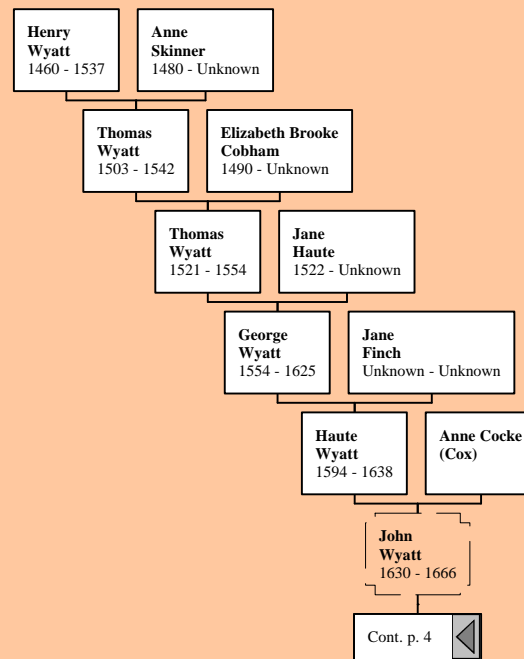 Henry
Wyatt
1460 - 1537
Anne
Skinner
1480 - Unknown
Thomas
Wyatt
1503 - 1542
Elizabeth Brooke
Cobham
1490 - Unknown
Thomas
Wyatt
1521 - 1554
Jane
Haute
1522 - Unknown
George
Wyatt
1554 - 1625
Jane
Finch
Unknown - Unknown
Haute
Wyatt
1594 - 1638
Anne Cocke
(Cox)
John
Wyatt
1630 - 1666
Cont. p. 4